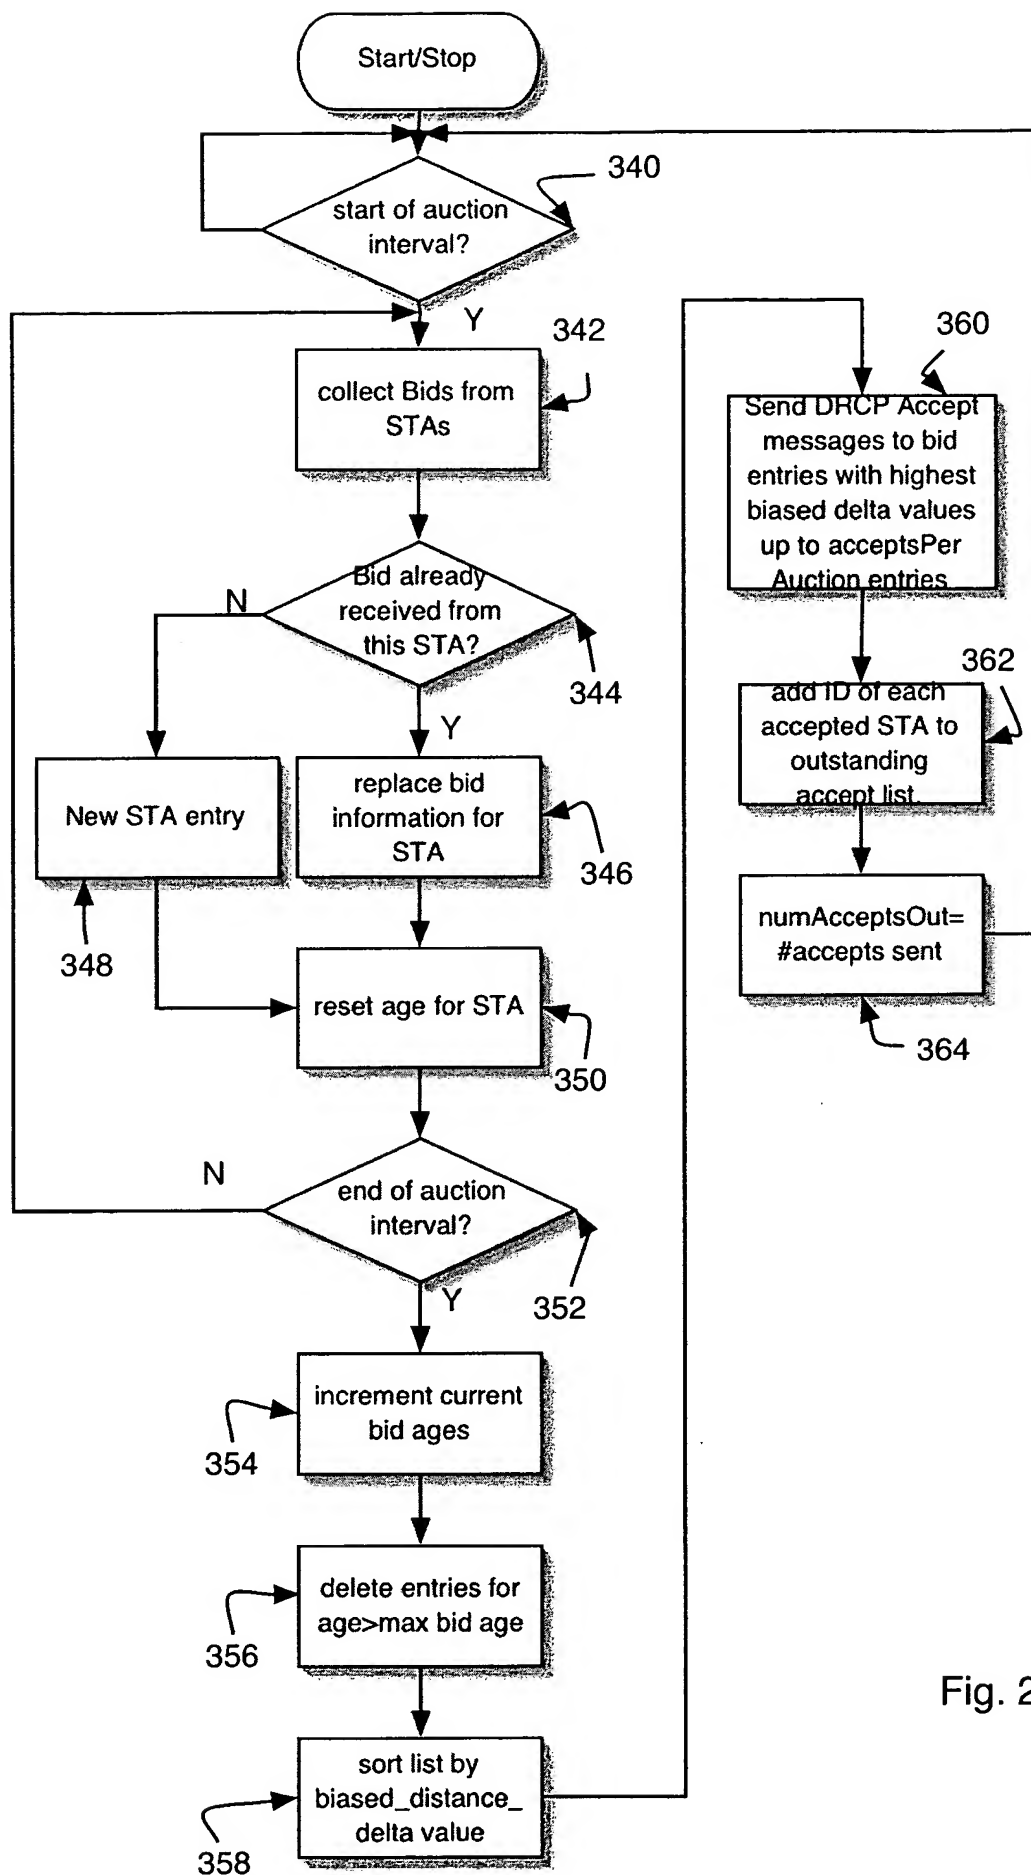 Start/Stop
340
start of auction
interval?
Y
342
collect Bids from
STAs
Bid already
received from
this STA?
N
344
Y
New STA entry
replace bid
information for
STA
346
348
reset age for STA
350
N
end of auction
interval?
Y
352
increment current
bid ages
354
delete entries for
age>max bid age
356
sort list by
biased_distance_
delta value
358
360
Send DRCP Accept
messages to bid
entries with highest
biased delta values
up to acceptsPer
Auction entries
362
add ID of each
accepted STA to
outstanding
accept list.
numAcceptsOut=
#accepts sent
364
Fig. 2